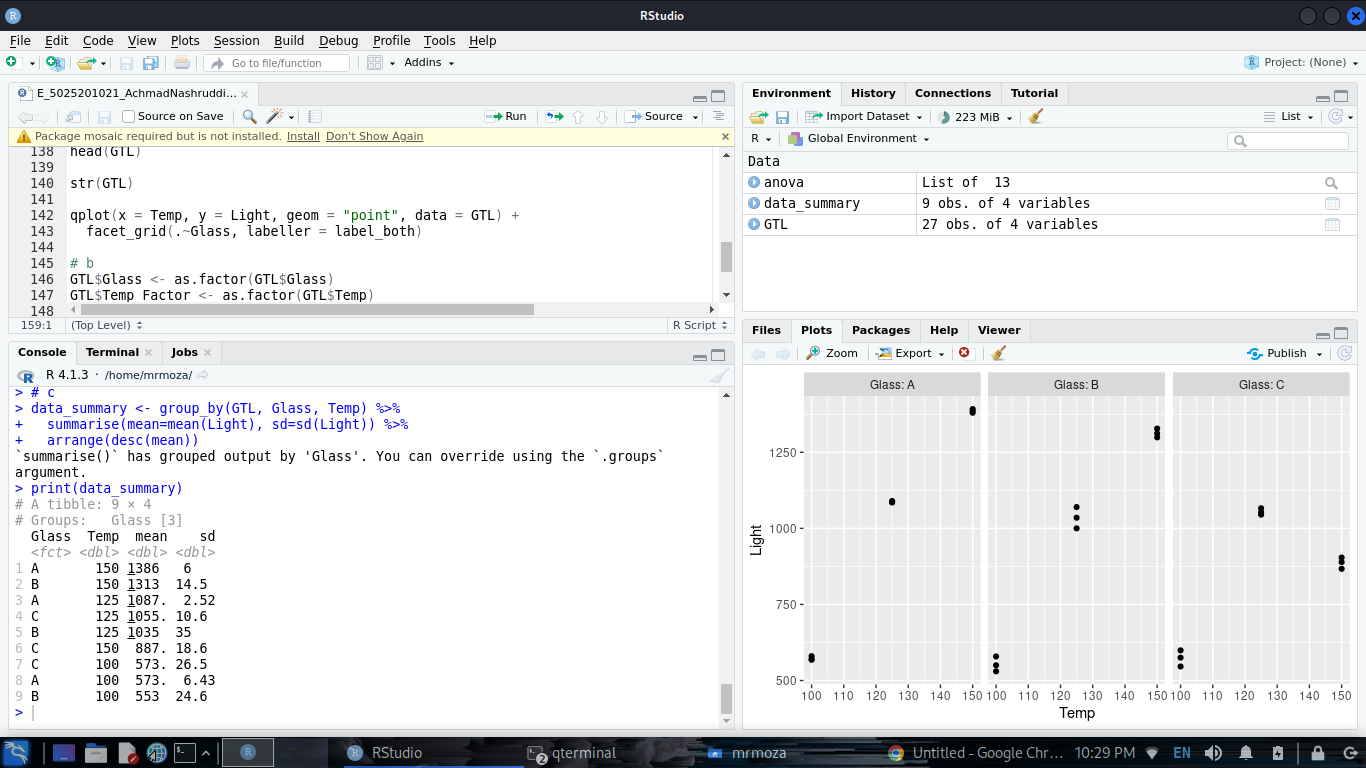 RStudio
File Edit Code View Plots Session Build Debug Profile Tools Help
Go to file/function Addins Project: (None)
E_5025201021_AchmadNashruddi...
Source on Save Run Source
Package mosaic required but is not installed. Install Don't Show Again
138 head(GTL)
139
140 str(GTL)
141
142 qplot(x = Temp, y = Light, geom = "point", data = GTL) +
143   facet_grid(.~Glass, labeller = label_both)
144
145 # b
146 GTL$Glass <- as.factor(GTL$Glass)
147 GTL$Temp_Factor <- as.factor(GTL$Temp)
148
159:1 (Top Level) R Script
Console Terminal Jobs
R 4.1.3 · /home/mrmoza/
> # c
> data_summary <- group_by(GTL, Glass, Temp) %>%
+   summarise(mean=mean(Light), sd=sd(Light)) %>%
+   arrange(desc(mean))
`summarise()` has grouped output by 'Glass'. You can override using the `.groups`
argument.
> print(data_summary)
# A tibble: 9 × 4
# Groups:   Glass [3]
  Glass  Temp  mean    sd
  <fct> <dbl> <dbl> <dbl>
1 A       150 1386   6
2 B       150 1313  14.5
3 A       125 1087.  2.52
4 C       125 1055. 10.6
5 B       125 1035  35
6 C       150  887. 18.6
7 C       100  573. 26.5
8 A       100  573.  6.43
9 B       100  553  24.6
>
Environment History Connections Tutorial
Import Dataset 223 MiB List
R Global Environment
Data
anova List of  13
data_summary 9 obs. of 4 variables
GTL 27 obs. of 4 variables
Files Plots Packages Help Viewer
Zoom Export Publish
Glass: A Glass: B Glass: C
1250
1000
750
500
Light
100 110 120 130 140 150 100 110 120 130 140 150 100 110 120 130 140 150
Temp
RStudio 2 qterminal mrmoza Untitled - Google Chr... 10:29 PM EN